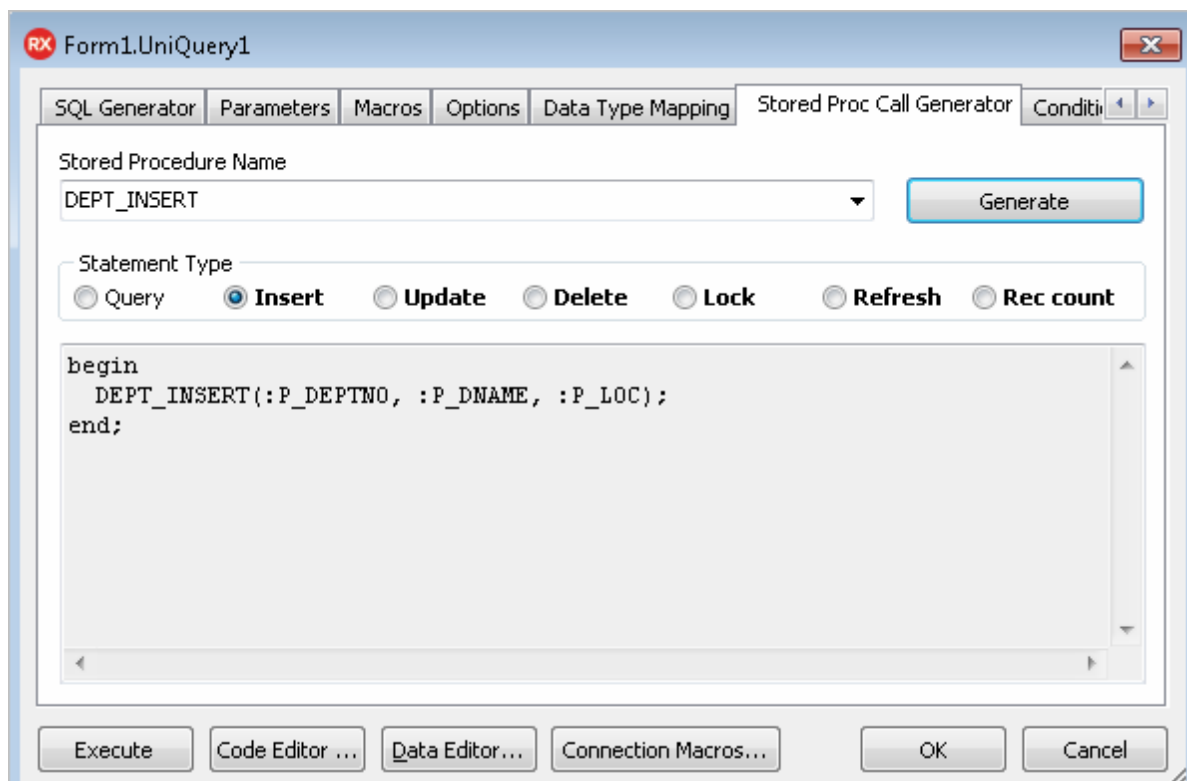 RX Form1.UniQuery1
SQL Generator Parameters Macros Options Data Type Mapping Stored Proc Call Generator Conditi
Stored Procedure Name
DEPT_INSERT Generate
Statement Type
Query Insert Update Delete Lock Refresh Rec count
begin
  DEPT_INSERT(:P_DEPTNO, :P_DNAME, :P_LOC);
end;
Execute Code Editor ... Data Editor... Connection Macros... OK Cancel